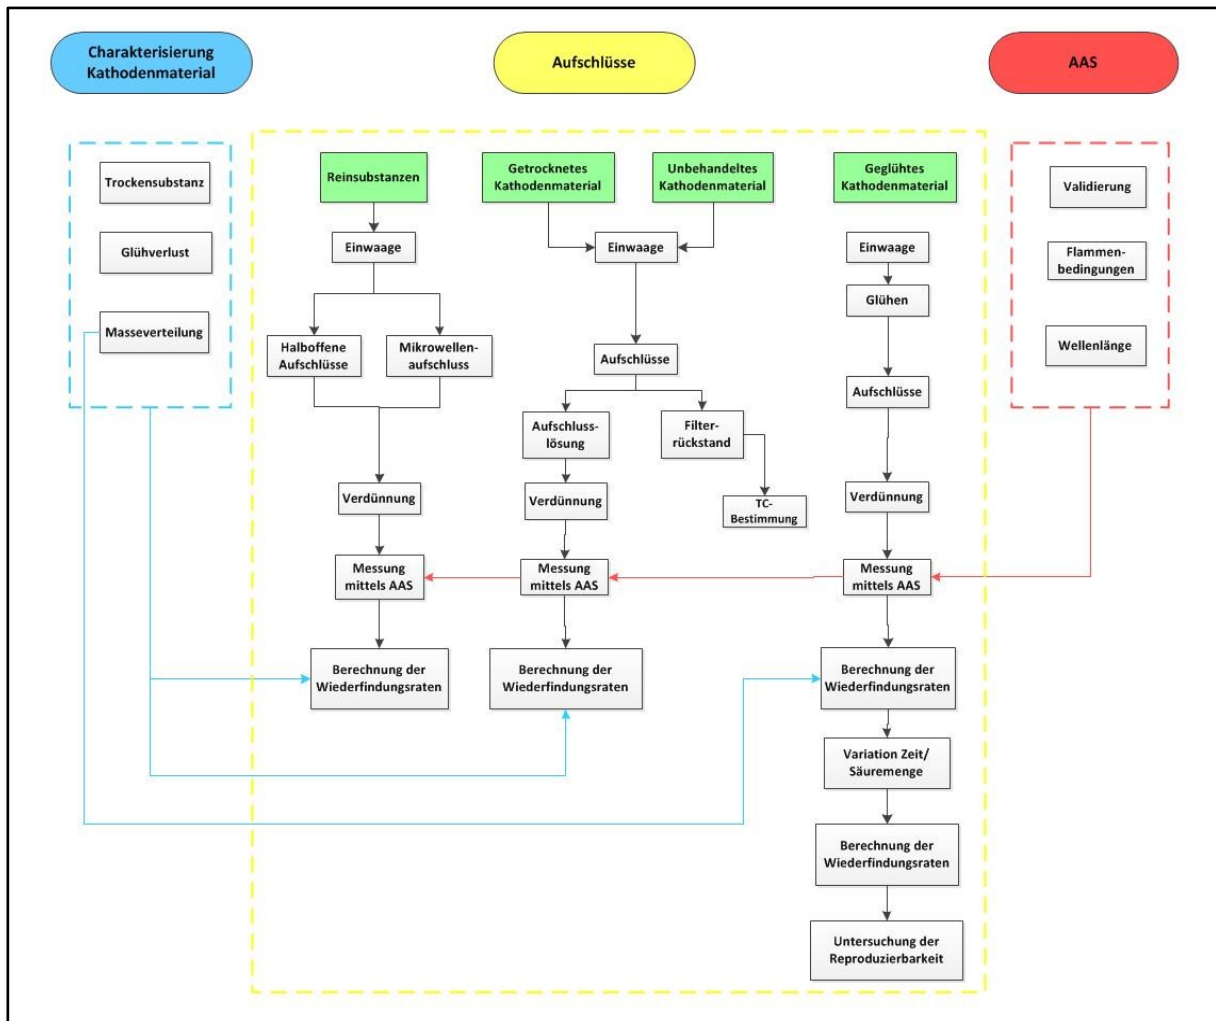 Charakterisierung
Kathodenmaterial
Aufschlüsse
AAS
Trockensubstanz
Glühverlust
Masseverteilung
Reinsubstanzen
Einwaage
Halboffene
Aufschlüsse
Mikrowellen-
aufschluss
Verdünnung
Messung
mittels AAS
Berechnung der
Wiederfindungsraten
Getrocknetes
Kathodenmaterial
Unbehandeltes
Kathodenmaterial
Einwaage
Aufschlüsse
Aufschluss-
lösung
Filter-
rückstand
Verdünnung
TC-
Bestimmung
Messung
mittels AAS
Berechnung der
Wiederfindungsraten
Geglühtes
Kathodenmaterial
Einwaage
Glühen
Aufschlüsse
Verdünnung
Messung
mittels AAS
Berechnung der
Wiederfindungsraten
Variation Zeit/
Säuremenge
Berechnung der
Wiederfindungsraten
Untersuchung der
Reproduzierbarkeit
Validierung
Flammen-
bedingungen
Wellenlänge